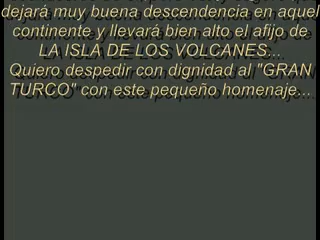 dejará muy buena descendencia en aquel
continente y llevará bien alto el afijo de
LA ISLA DE LOS VOLCANES...
Quiero despedir con dignidad al "GRAN
TURCO" con este pequeño homenaje...